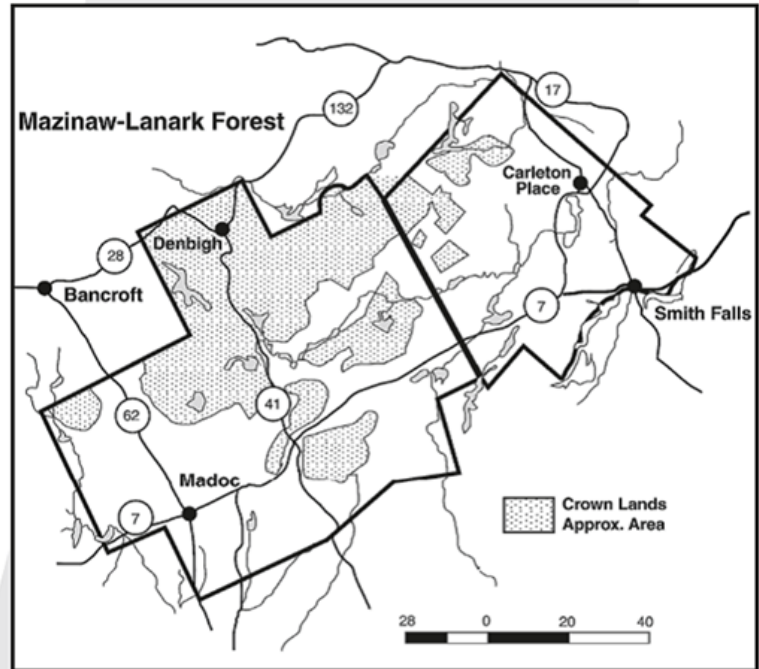 17
132
Mazinaw-Lanark Forest
Carleton
Place
Denbigh
28
Bancroft
7
Smith Falls
41
62
Madoc
7
Crown Lands
Approx. Area
28 0 20 40